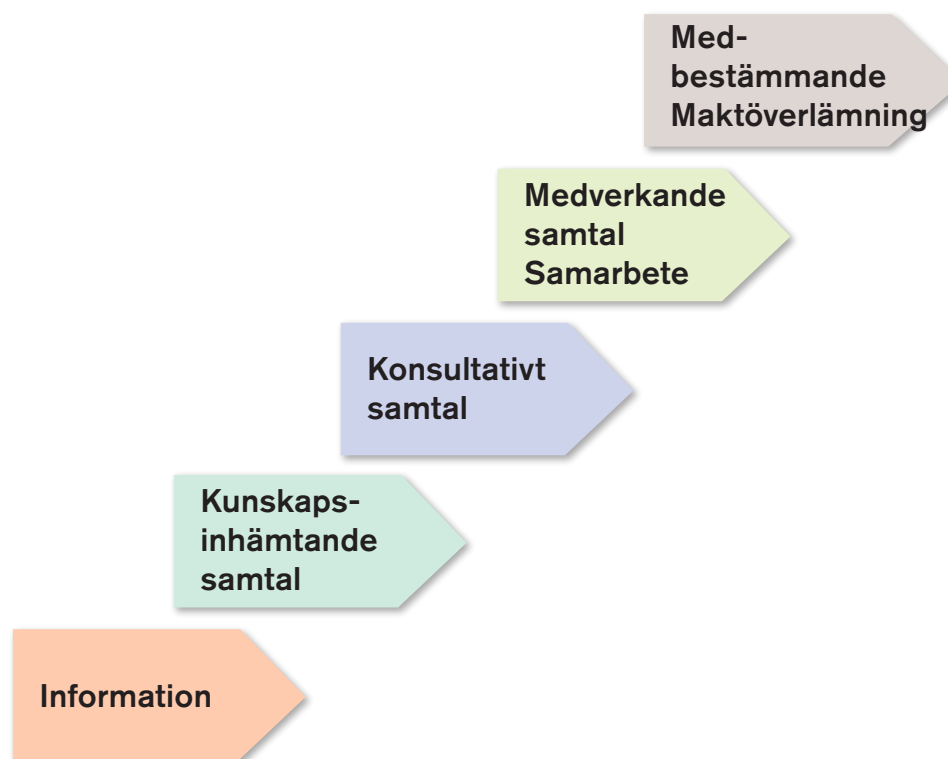 Med-
bestämmande
Maktöverlämning
Medverkande
samtal
Samarbete
Konsultativt
samtal
Kunskaps-
inhämtande
samtal
Information